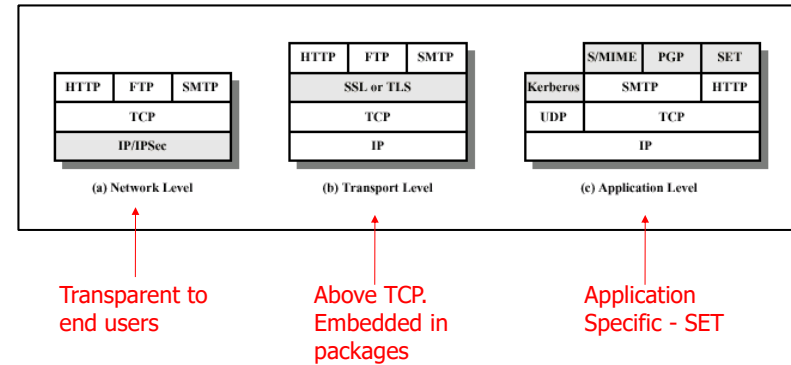 HTTP FTP SMTP
TCP
IP/IPSec
(a) Network Level
HTTP FTP SMTP
SSL or TLS
TCP
IP
(b) Transport Level
S/MIME PGP SET
Kerberos SMTP HTTP
UDP TCP
IP
(c) Application Level
Transparent to
end users
Above TCP.
Embedded in
packages
Application
Specific - SET